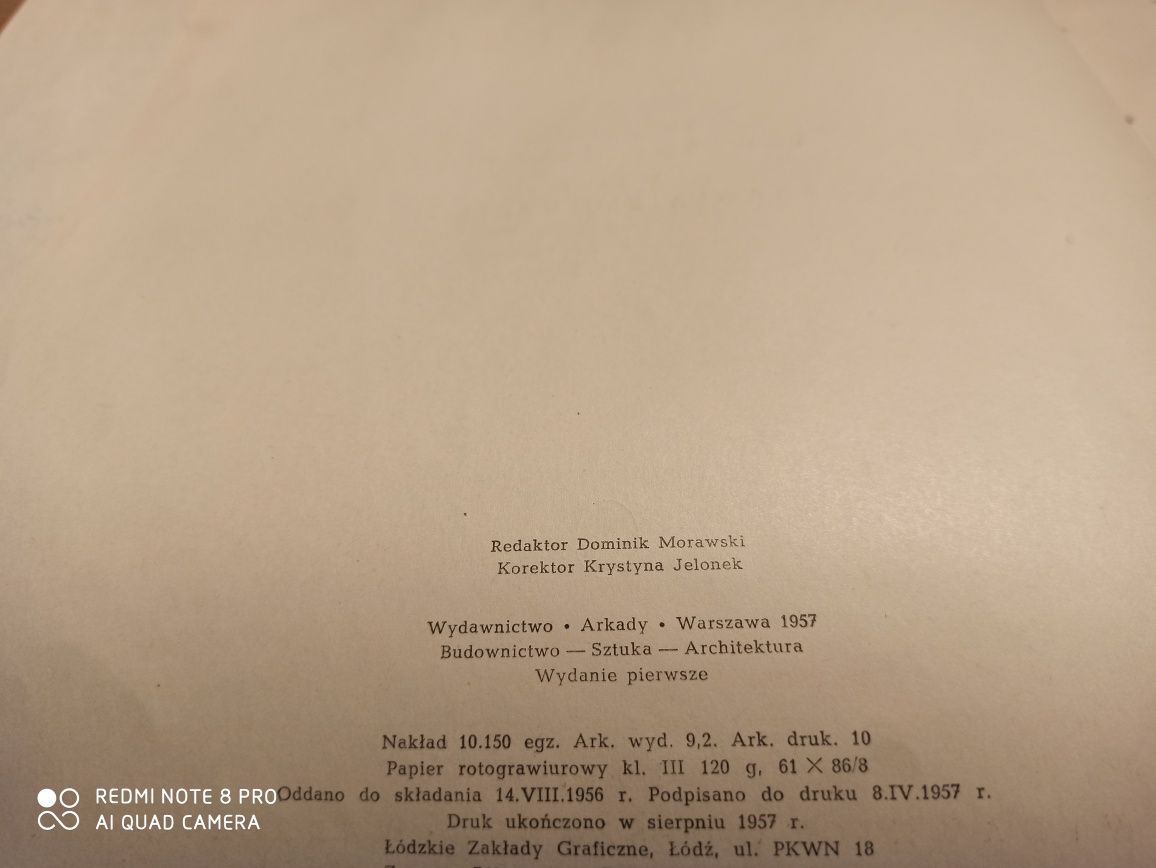 Redaktor Dominik Morawski
Korektor Krystyna Jelonek
Wydawnictwo • Arkady • Warszawa 1957
Budownictwo — Sztuka — Architektura
Wydanie pierwsze
Nakład 10.150 egz. Ark. wyd. 9,2. Ark. druk. 10
Papier rotograwiurowy kl. III 120 g, 61 × 86/8
Oddano do składania 14.VIII.1956 r. Podpisano do druku 8.IV.1957 r.
Druk ukończono w sierpniu 1957 r.
Łódzkie Zakłady Graficzne, Łódź, ul. PKWN 18
REDMI NOTE 8 PRO
AI QUAD CAMERA